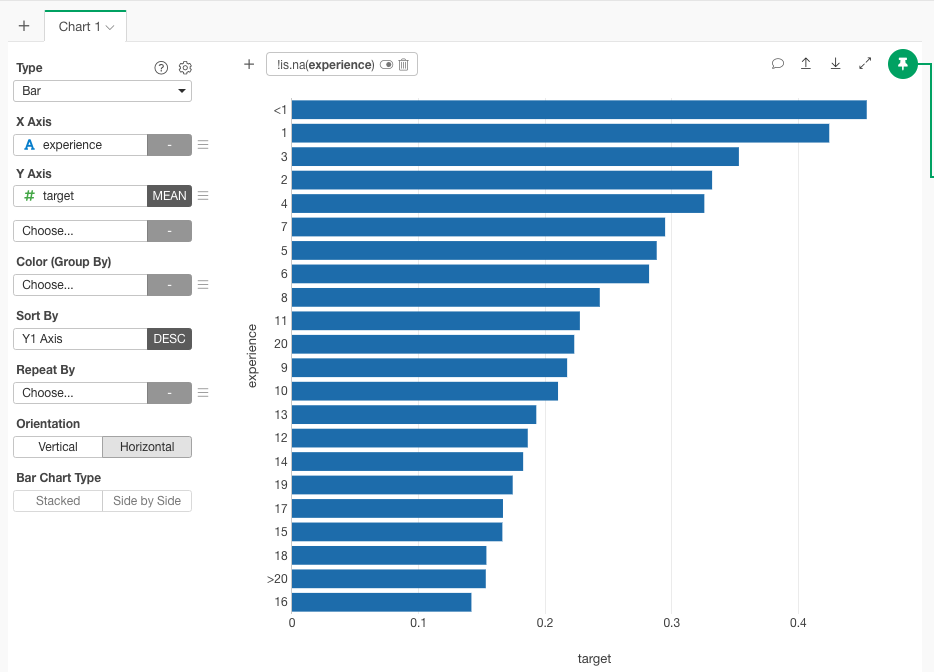 + Chart 1
Type
Bar
X Axis
A experience -
Y Axis
# target MEAN
Choose... -
Color (Group By)
Choose... -
Sort By
Y1 Axis DESC
Repeat By
Choose... -
Orientation
Vertical Horizontal
Bar Chart Type
Stacked Side by Side
+ !is.na(experience)
experience
<1
1
3
2
4
7
5
6
8
11
20
9
10
13
12
14
19
17
15
18
>20
16
0 0.1 0.2 0.3 0.4
target